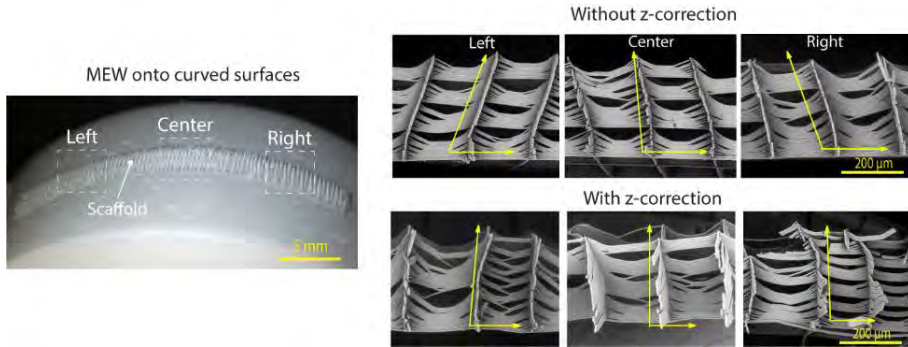 Without z-correction
Left
Center
Right
200 µm
MEW onto curved surfaces
Left
Center
Right
Scaffold
5 mm
With z-correction
200 µm